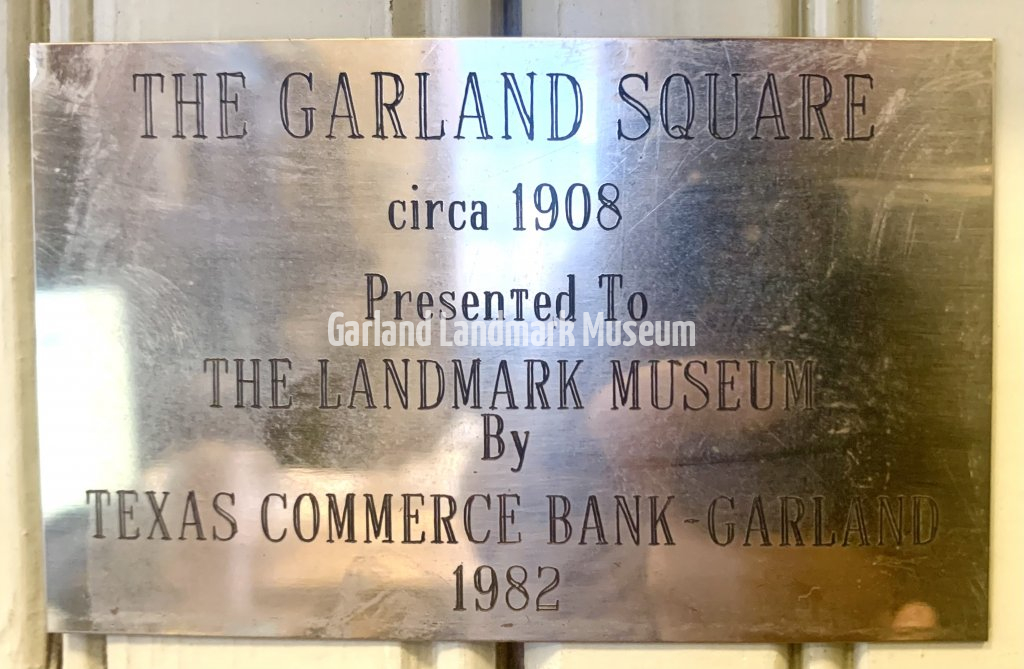 THE GARLAND SQUARE
circa 1908
Presented To
Garland Landmark Museum
THE LANDMARK MUSEUM
By
TEXAS COMMERCE BANK-GARLAND
1982